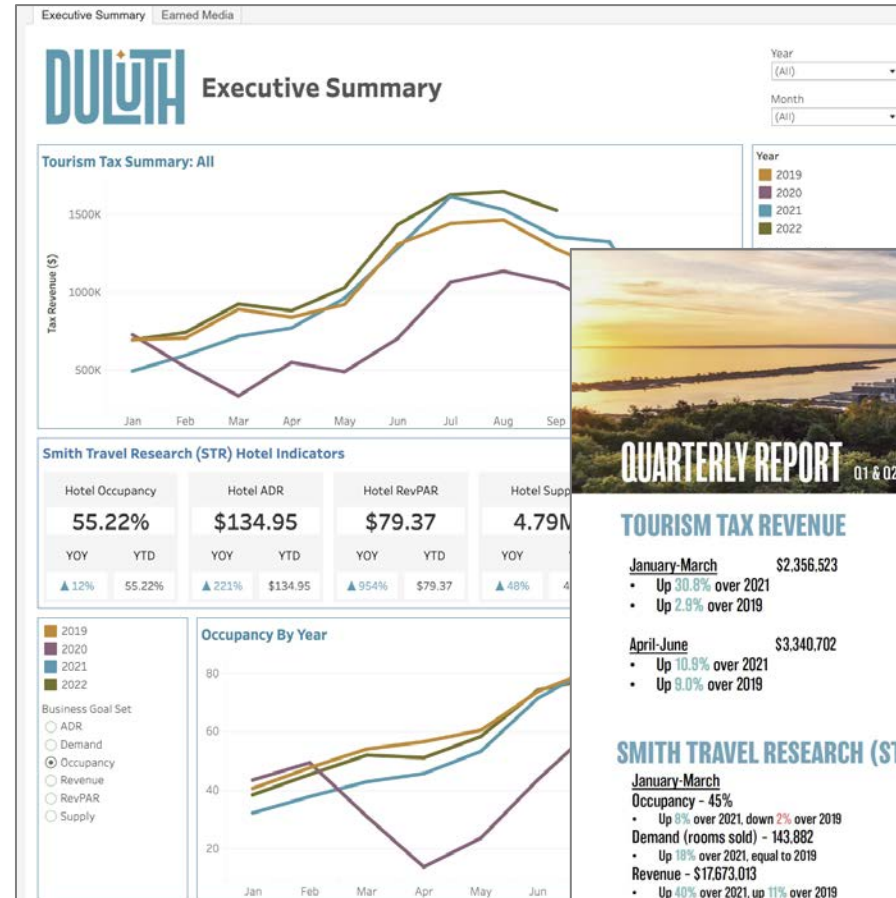 Executive Summary Earned Media
DULUTH
Executive Summary
Year
(All)
Month
(All)
Tourism Tax Summary: All
Tax Revenue ($)
1500K
1000K
500K
Jan Feb Mar Apr May Jun Jul Aug Sep
Year
2019
2020
2021
2022
Smith Travel Research (STR) Hotel Indicators
Hotel Occupancy
55.22%
YOY YTD
▲ 12% 55.22%
Hotel ADR
$134.95
YOY YTD
▲ 221% $134.95
Hotel RevPAR
$79.37
YOY YTD
▲ 954% $79.37
Hotel Supp
4.79
YOY
▲ 48% 4
2019
2020
2021
2022
Business Goal Set
ADR
Demand
Occupancy
Revenue
RevPAR
Supply
Occupancy By Year
80
60
40
20
Jan Feb Mar Apr May Jun
QUARTERLY REPORT Q1 & Q2
TOURISM TAX REVENUE
January-March $2,356,523
• Up 30.8% over 2021
• Up 2.9% over 2019
April-June $3,340,702
• Up 10.9% over 2021
• Up 9.0% over 2019
SMITH TRAVEL RESEARCH (ST
January-March
Occupancy – 45%
• Up 8% over 2021, down 2% over 2019
Demand (rooms sold) – 143,882
• Up 18% over 2021, equal to 2019
Revenue – $17,673,013
• Up 40% over 2021, up 11% over 2019